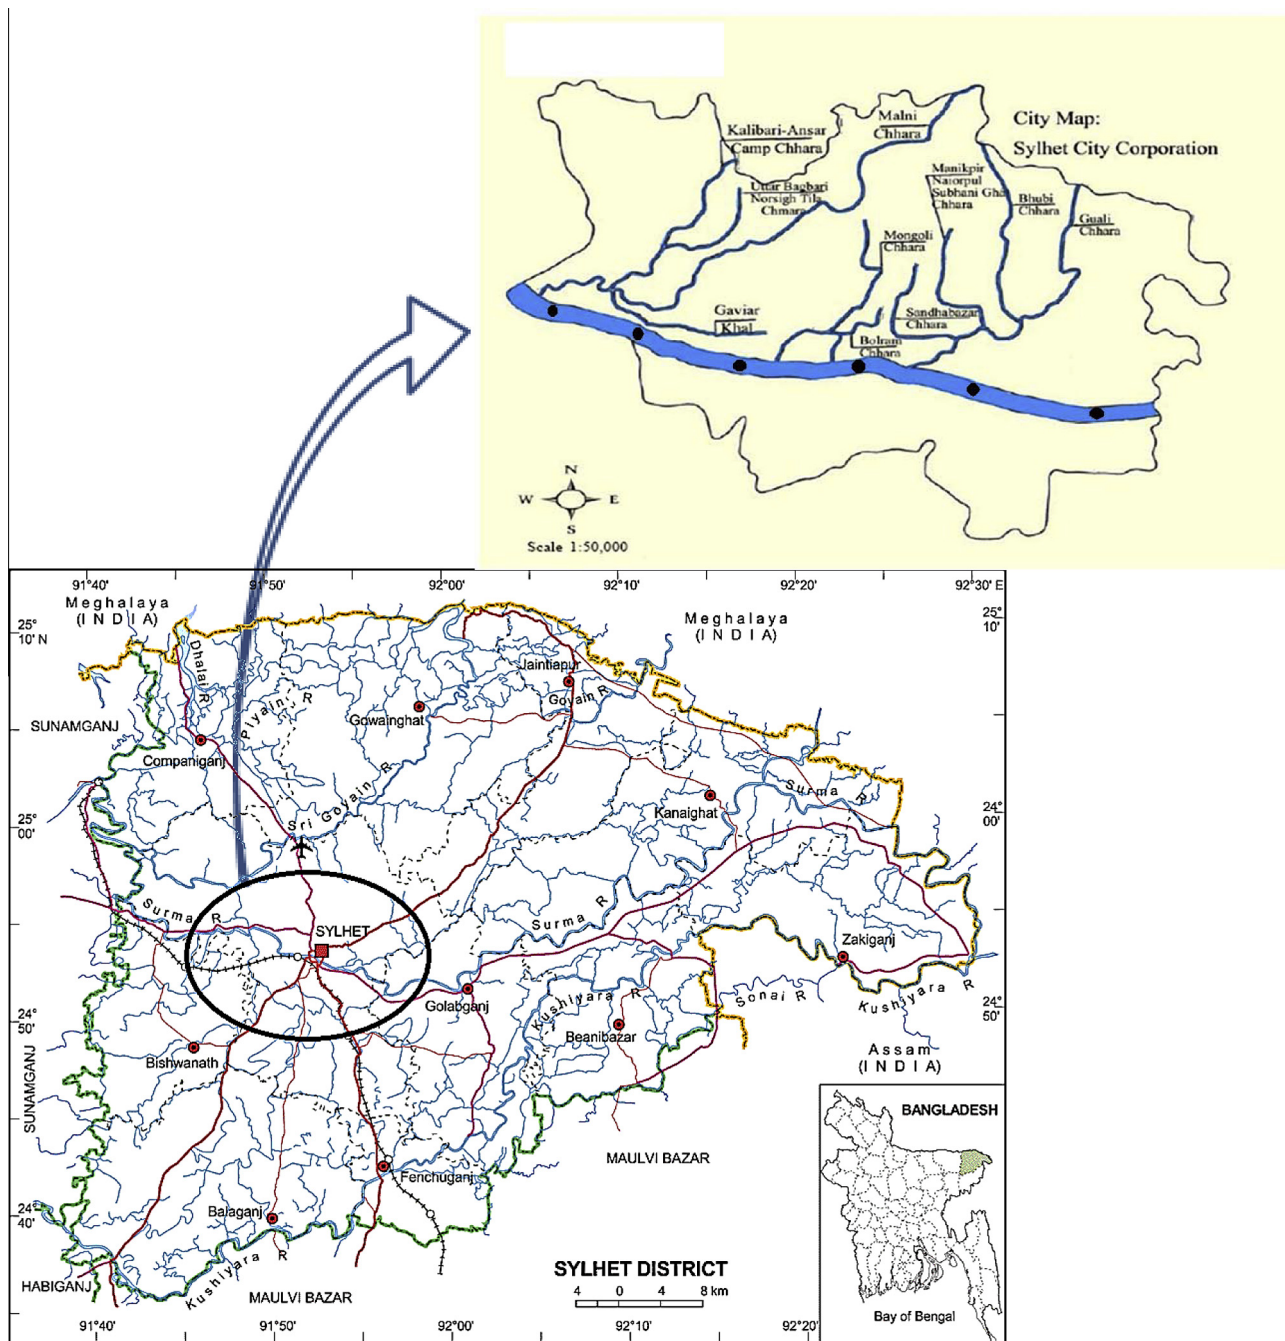 City Map:
Sylhet City Corporation
Kalibari-Ansar
Camp Chhara
Malni
Chhara
Uttar Bagbari
Norsigh Tila
Chmara
Manikpir
Naiorpul
Subhani Gha
Chhara
Bhubi
Chhara
Guali
Chhara
Mongoli
Chhara
Gaviar
Khal
Sandhabazar
Chhara
Bolram
Chhara
N
W E
S
Scale 1:50,000
91°40' 91°50' 92°00' 92°10' 92°20' 92°30' E
25°
10' N
25°
10'
Meghalaya
(INDIA)
Meghalaya
(INDIA)
Dhalai R
Jaintiapur
Goyain R
SUNAMGANJ
Piyain R
Gowainghat
Companiganj
Surma R
Kanaighat
Sri Goyain R
25°
00'
24°
60'
Surma R
SYLHET
Surma R
Zakiganj
Golabganj
Kushiyara R
Sonai R
Kushiyara R
24°
50'
24°
50'
Beanibazar
Bishwanath
Assam
(INDIA)
SUNAMGANJ
BANGLADESH
MAULVI BAZAR
Fenchuganj
24°
40'
Balaganj
Kushiyara R
HABIGANJ
MAULVI BAZAR
SYLHET DISTRICT
4 0 4 8 km
Bay of Bengal
91°40' 91°50' 92°00' 92°10' 92°20'